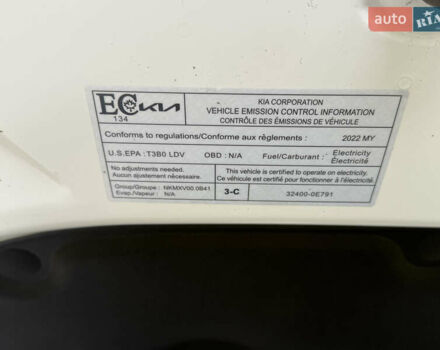 auto RIA
EC KIA
134
KIA CORPORATION
VEHICLE EMISSION CONTROL INFORMATION
CONTRÔLE DES ÉMISSIONS DE VÉHICULE
Conforms to regulations/Conforme aux règlements : 2022 MY
U.S.EPA : T3B0 LDV OBD : N/A Fuel/Carburant : Electricity
Électricité
No adjustments needed.
Aucun ajustement nécessaire.
This vehicle is certified to operate on electricity.
Ce véhicule est certifié pour fonctionner à l'électricité.
Group/Groupe : NKMXV00.0B41
Evap./Vapeur : N/A
3-C
32400-0E791